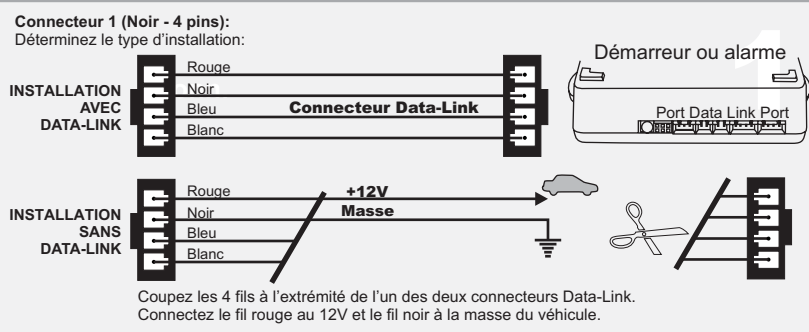 Connecteur 1 (Noir - 4 pins):
Déterminez le type d'installation:
INSTALLATION
AVEC
DATA-LINK
Rouge
Noir
Bleu
Blanc
Connecteur Data-Link
1
Démarreur ou alarme
Port Data Link Port
INSTALLATION
SANS
DATA-LINK
Rouge
Noir
Bleu
Blanc
+12V
Masse
Coupez les 4 fils à l'extrémité de l'un des deux connecteurs Data-Link.
Connectez le fil rouge au 12V et le fil noir à la masse du véhicule.